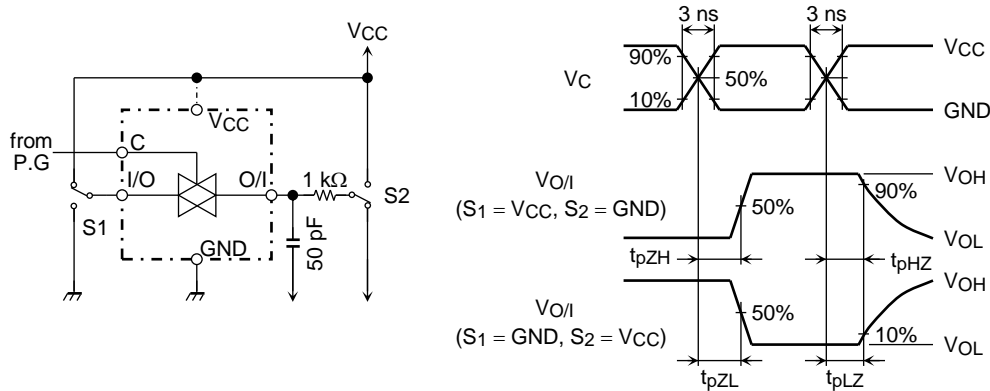 VCC
from
P.G
C
VCC
I/O
O/I
1 kΩ
S1
S2
GND
50 pF
3 ns
3 ns
VC
90%
10%
50%
VCC
GND
VO/I
(S1 = VCC, S2 = GND)
50%
90%
VOH
VOL
tpZH
tpHZ
VO/I
(S1 = GND, S2 = VCC)
50%
10%
VOH
VOL
tpZL
tpLZ